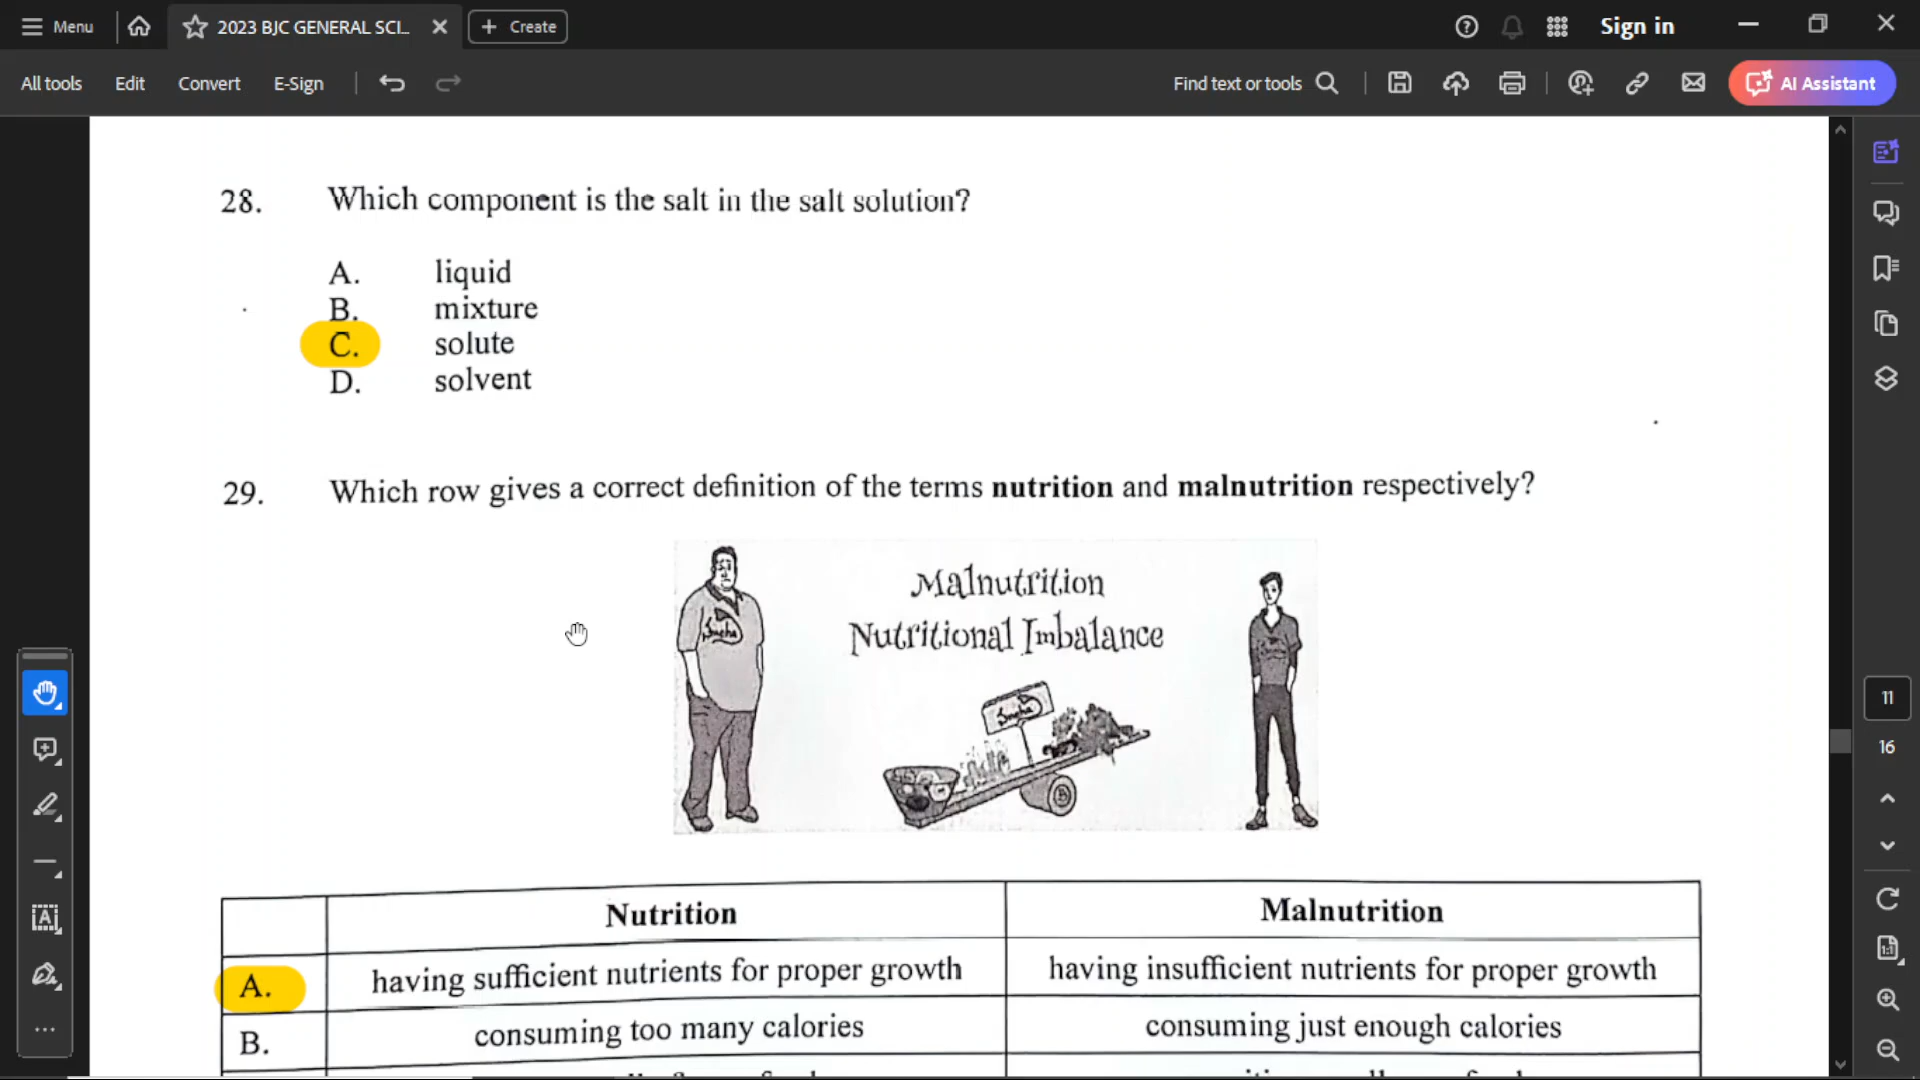 Menu
2023 BJC GENERAL SCI...
Create
Sign in
All tools
Edit
Convert
E-Sign
Find text or tools
AI Assistant
28. Which component is the salt in the salt solution?
A. liquid
B. mixture
C. solute
D. solvent
29. Which row gives a correct definition of the terms nutrition and malnutrition respectively?
Malnutrition
Nutritional Imbalance
Nutrition Malnutrition
A. having sufficient nutrients for proper growth having insufficient nutrients for proper growth
B. consuming too many calories consuming just enough calories
11
16